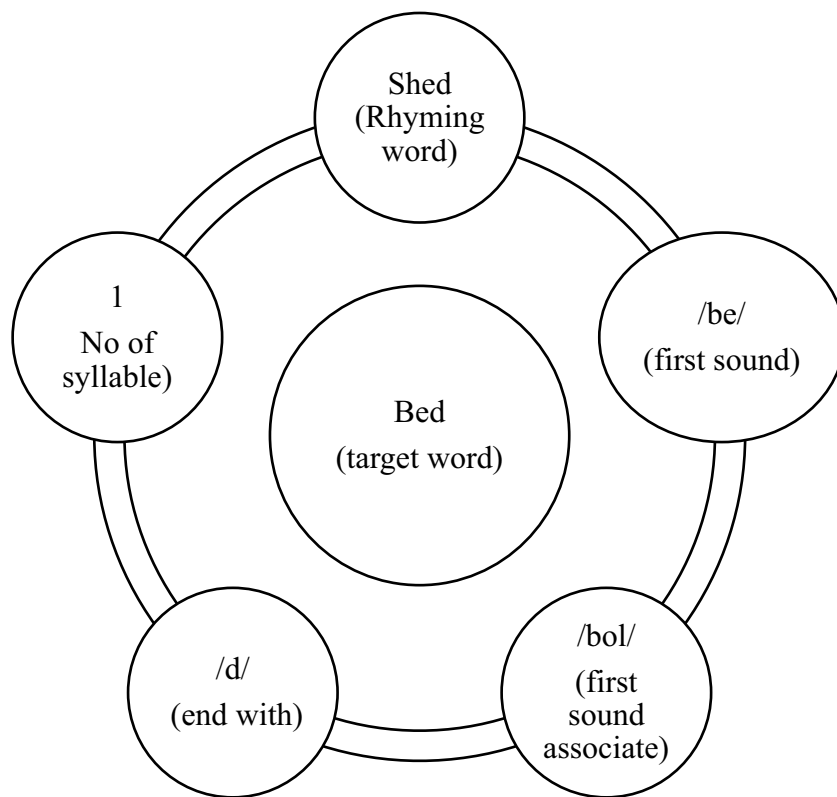 Shed
(Rhyming
word)
/be/
(first sound)
/bol/
(first
sound
associate)
/d/
(end with)
1
No of
syllable)
Bed
(target word)